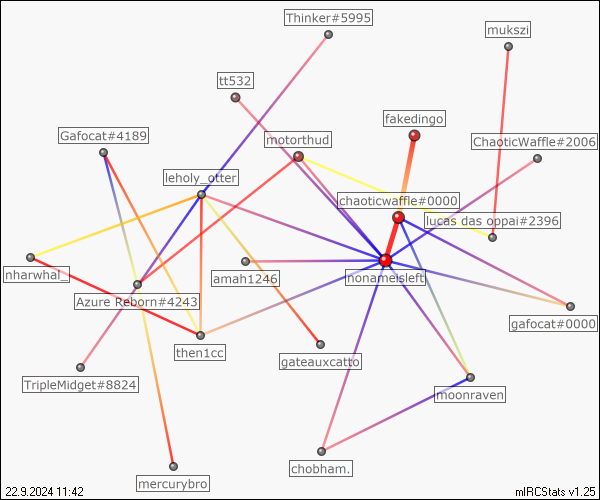 Thinker#5995
mukszi
tt532
fakedingo
Gafocat#4189
motorthud
ChaoticWaffle#2006
leholy_otter
chaoticwaffle#0000
lucas das oppai#2396
nharwhal_
amah1246
nonameisleft
Azure Reborn#4243
gafocat#0000
then1cc
gateauxcatto
TripleMidget#8824
moonraven
chobham.
mercurybro
22.9.2024 11:42
mIRCStats v1.25